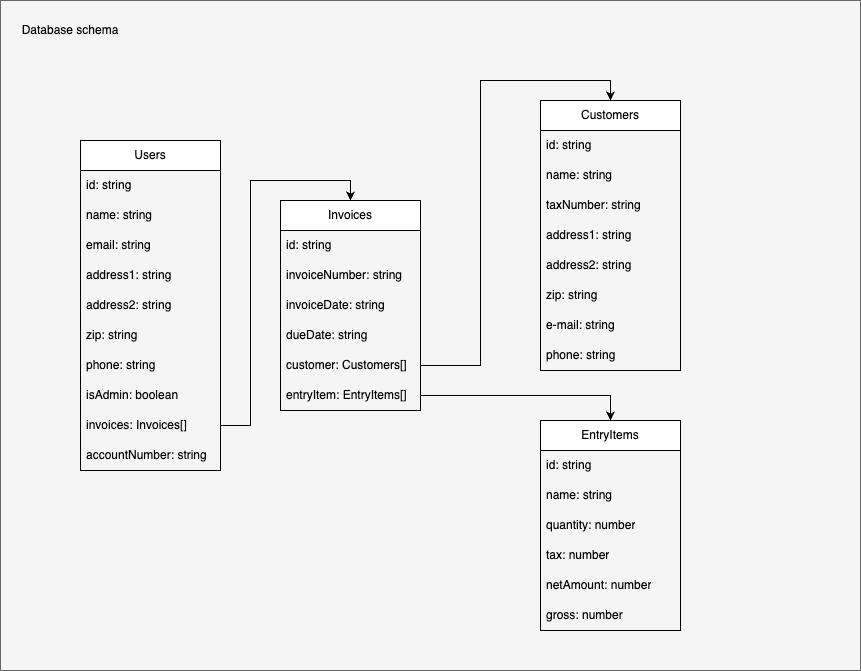 Database schema
Users
id: string
name: string
email: string
address1: string
address2: string
zip: string
phone: string
isAdmin: boolean
invoices: Invoices[]
accountNumber: string
Invoices
id: string
invoiceNumber: string
invoiceDate: string
dueDate: string
customer: Customers[]
entryItem: EntryItems[]
Customers
id: string
name: string
taxNumber: string
address1: string
address2: string
zip: string
e-mail: string
phone: string
EntryItems
id: string
name: string
quantity: number
tax: number
netAmount: number
gross: number